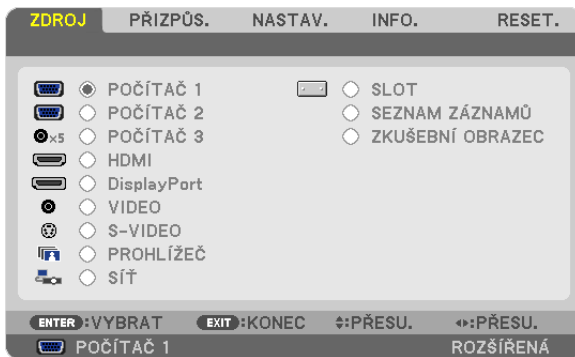 ZDROJ PŘIZPŮS. NASTAV. INFO. RESET.
POČÍTAČ 1
POČÍTAČ 2
×5 POČÍTAČ 3
HDMI
DisplayPort
VIDEO
S-VIDEO
PROHLÍŽEČ
SÍŤ
SLOT
SEZNAM ZÁZNAMŮ
ZKUŠEBNÍ OBRAZEC
ENTER :VYBRAT EXIT :KONEC :PŘESU. :PŘESU.
POČÍTAČ 1 ROZŠÍŘENÁ